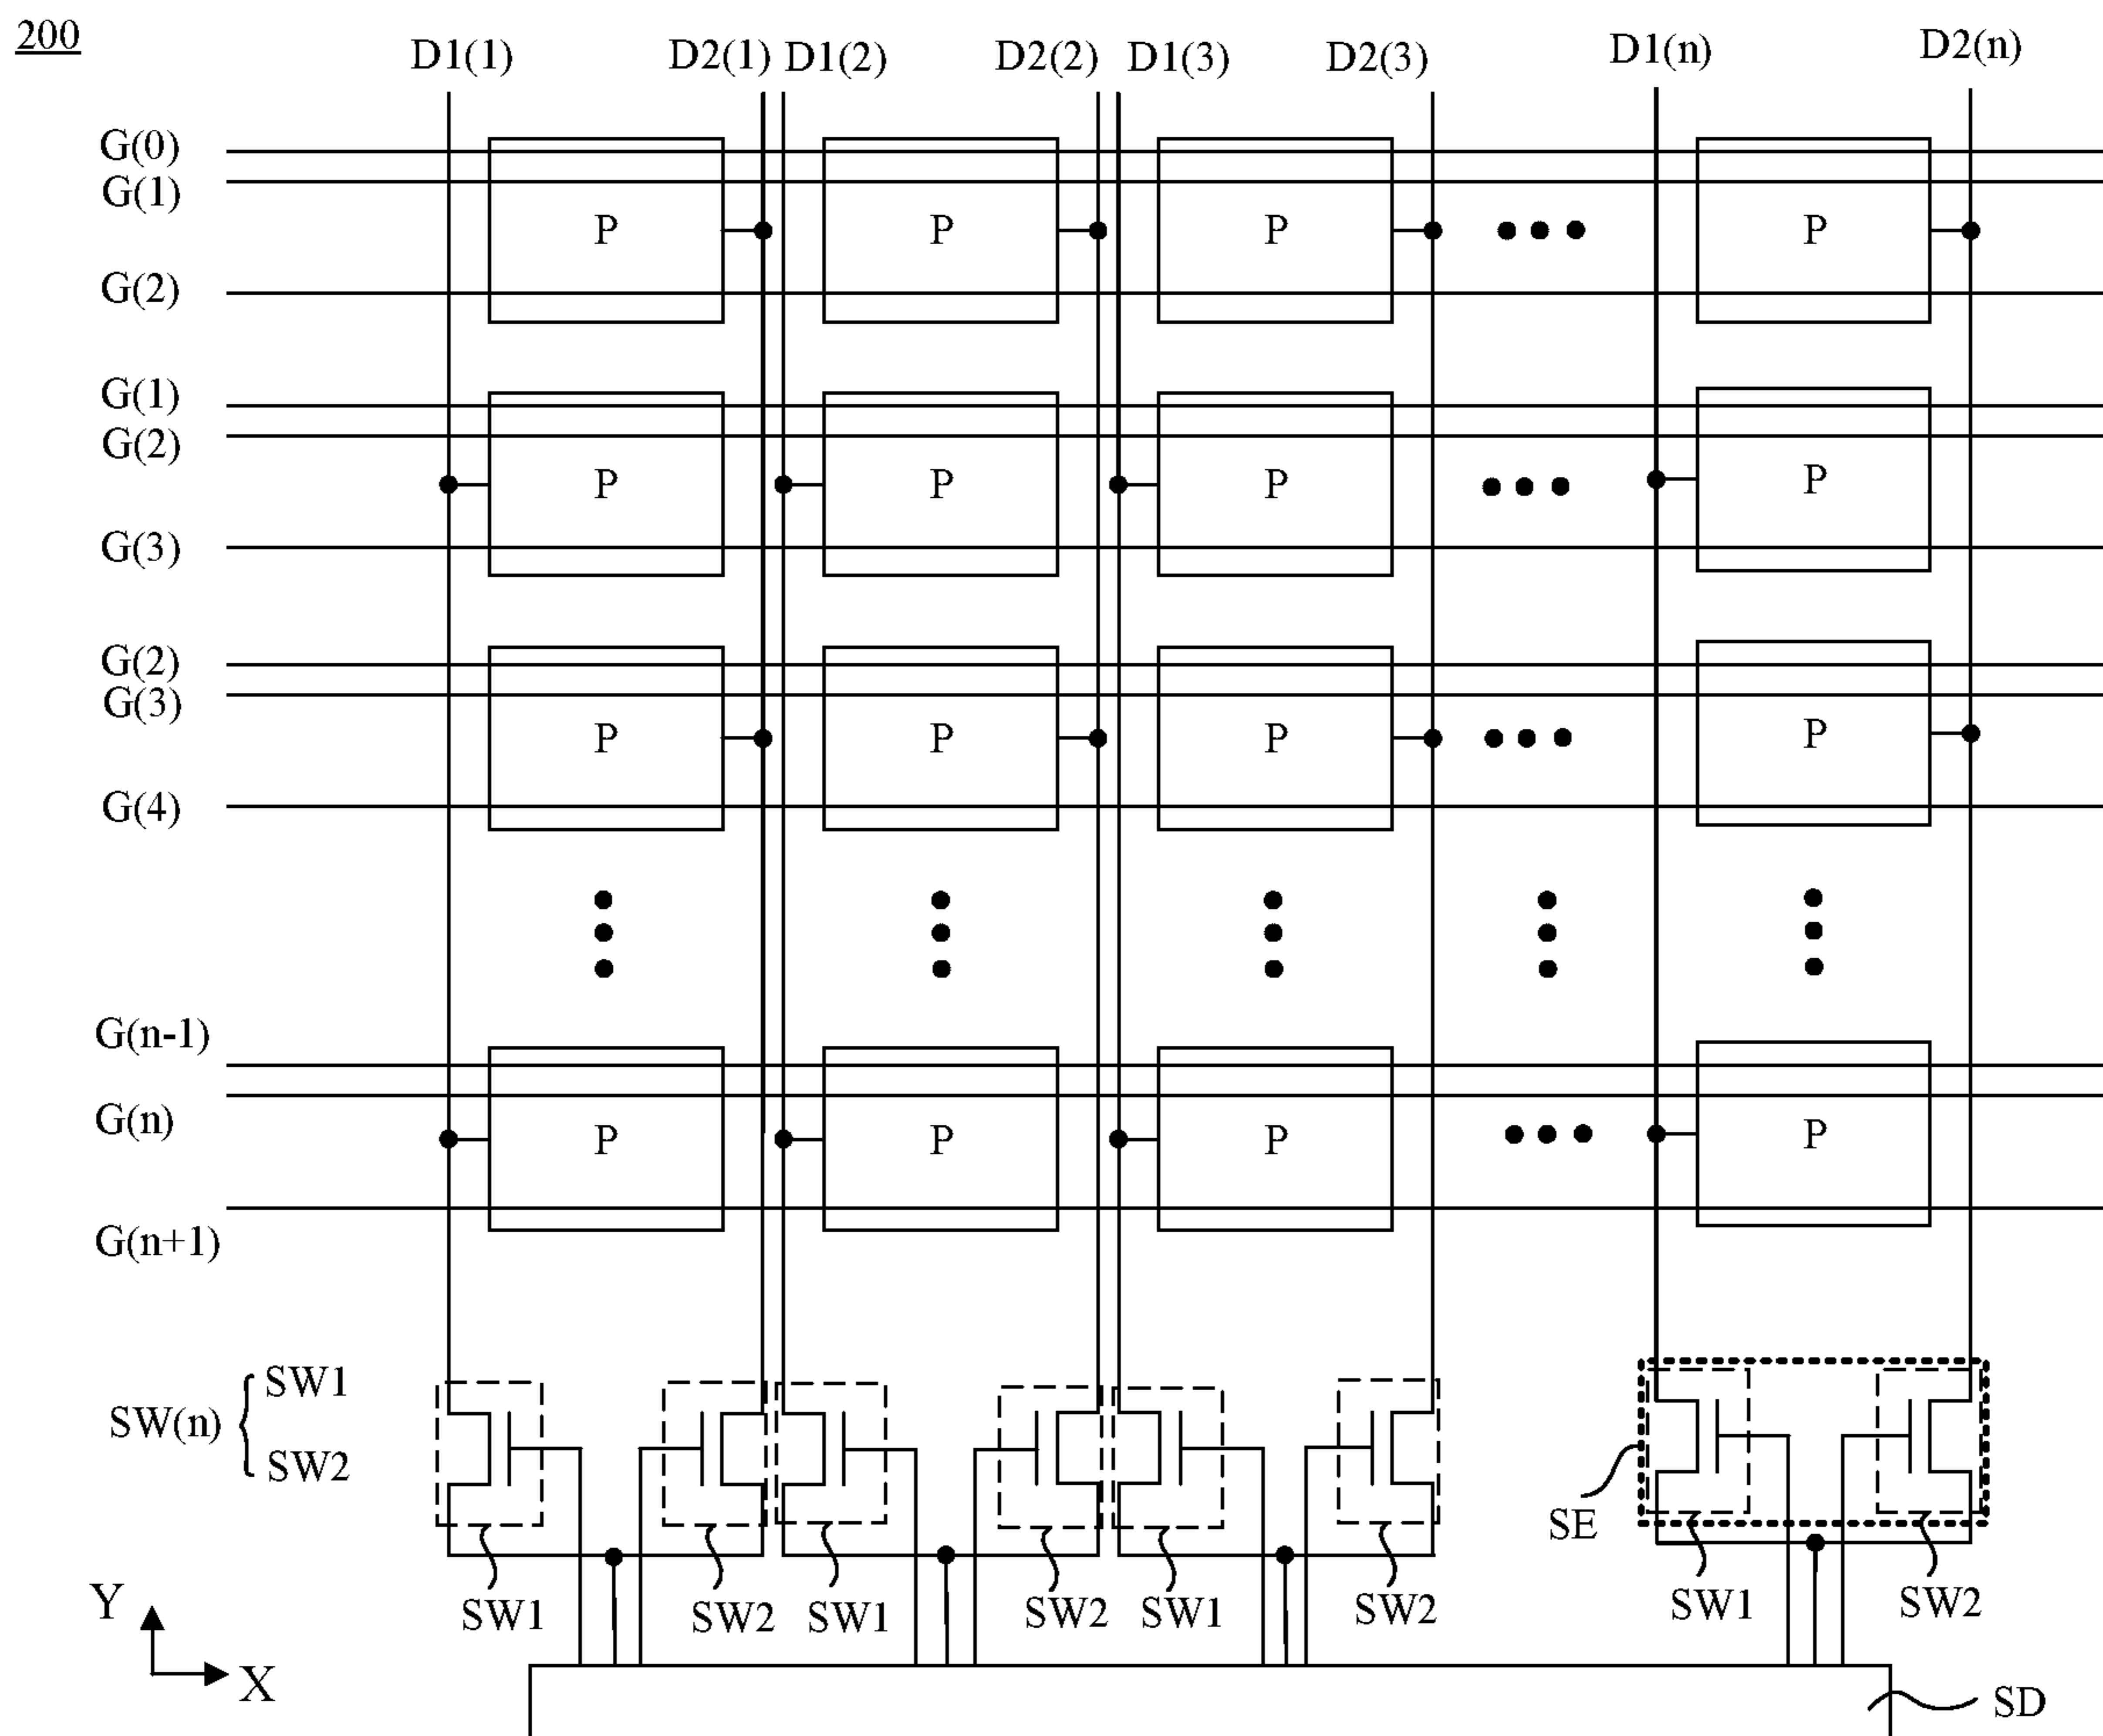 200
D1(1) D2(1) D1(2) D2(2) D1(3) D2(3) D1(n) D2(n)
G(0)
G(1)
P P P P
G(2)
G(1)
G(2)
P P P P
G(3)
G(2)
G(3)
P P P P
G(4)
G(n-1)
G(n)
P P P P
G(n+1)
SW(n) SW1
SW2
SE
SW1 SW2 SW1 SW2 SW1 SW2 SW1 SW2
Y
X
SD